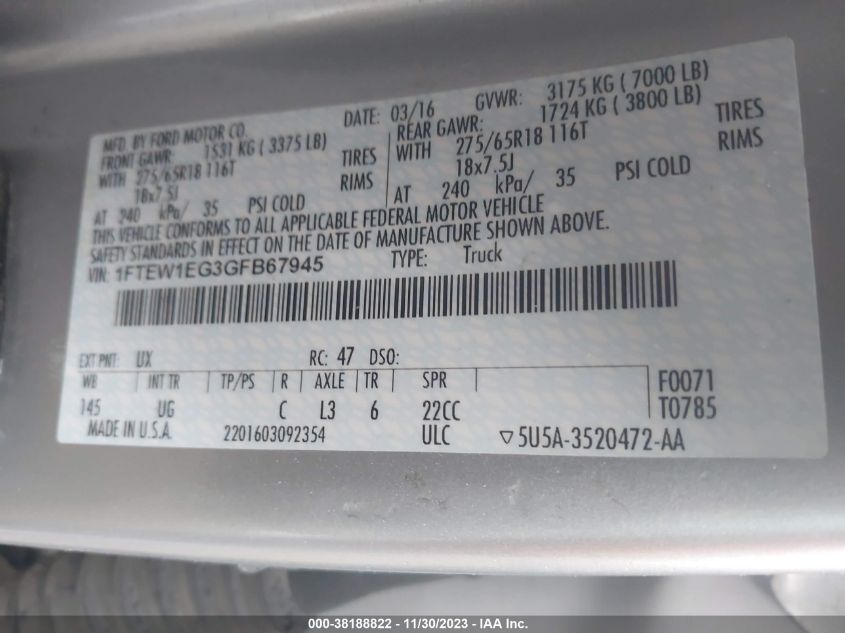 MFD. BY FORD MOTOR CO. DATE: 03/16 GVWR: 3175 KG ( 7000 LB)
FRONT GAWR: 1531 KG ( 3375 LB) REAR GAWR: 1724 KG ( 3800 LB)
WITH 275/65R18 116T TIRES WITH 275/65R18 116T TIRES
18x7.5J RIMS 18x7.5J RIMS
AT 240 kPa/ 35 PSI COLD AT 240 kPa/ 35 PSI COLD
THIS VEHICLE CONFORMS TO ALL APPLICABLE FEDERAL MOTOR VEHICLE
SAFETY STANDARDS IN EFFECT ON THE DATE OF MANUFACTURE SHOWN ABOVE.
VIN: 1FTEW1EG3GFB67945 TYPE: Truck
EXT PNT: UX RC: 47 DSO:
WB INT TR TP/PS R AXLE TR SPR F0071
145 UG C L3 6 22CC T0785
MADE IN U.S.A. 2201603092354 ULC ▽5U5A-3520472-AA
000-38188822 - 11/30/2023 - IAA Inc.